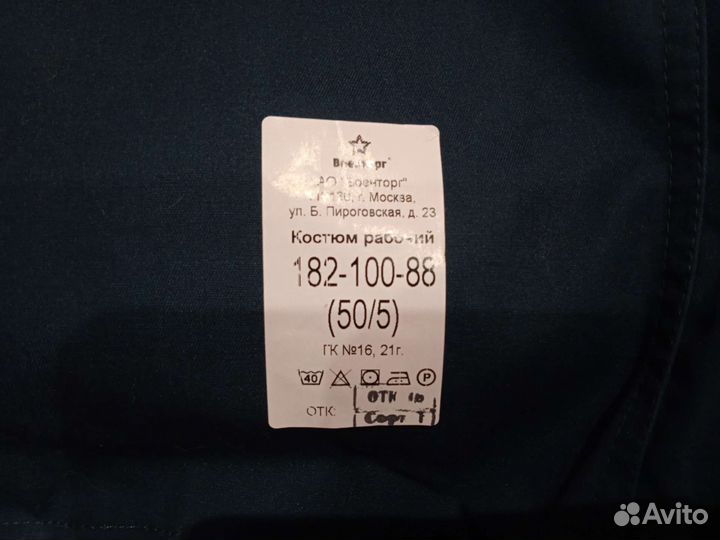 Военторг
АО "Военторг"
г. Москва,
ул. Б. Пироговская, д. 23
Костюм рабочий
182-100-88
(50/5)
ГК №16, 21г.
40 P
ОТК
ОТК: Сорт 1
Avito